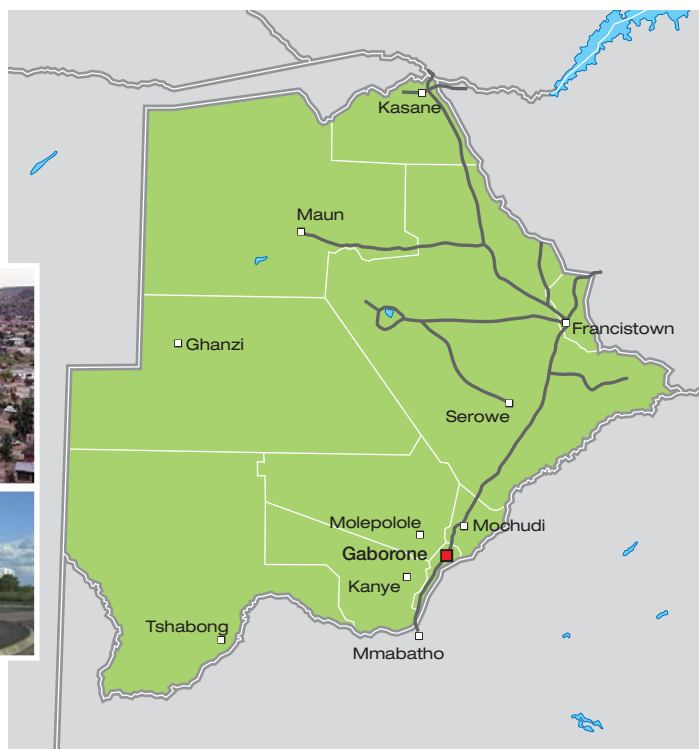 Kasane
Maun
Francistown
Ghanzi
Serowe
Molepolole
Mochudi
Gaborone
Kanye
Tshabong
Mmabatho